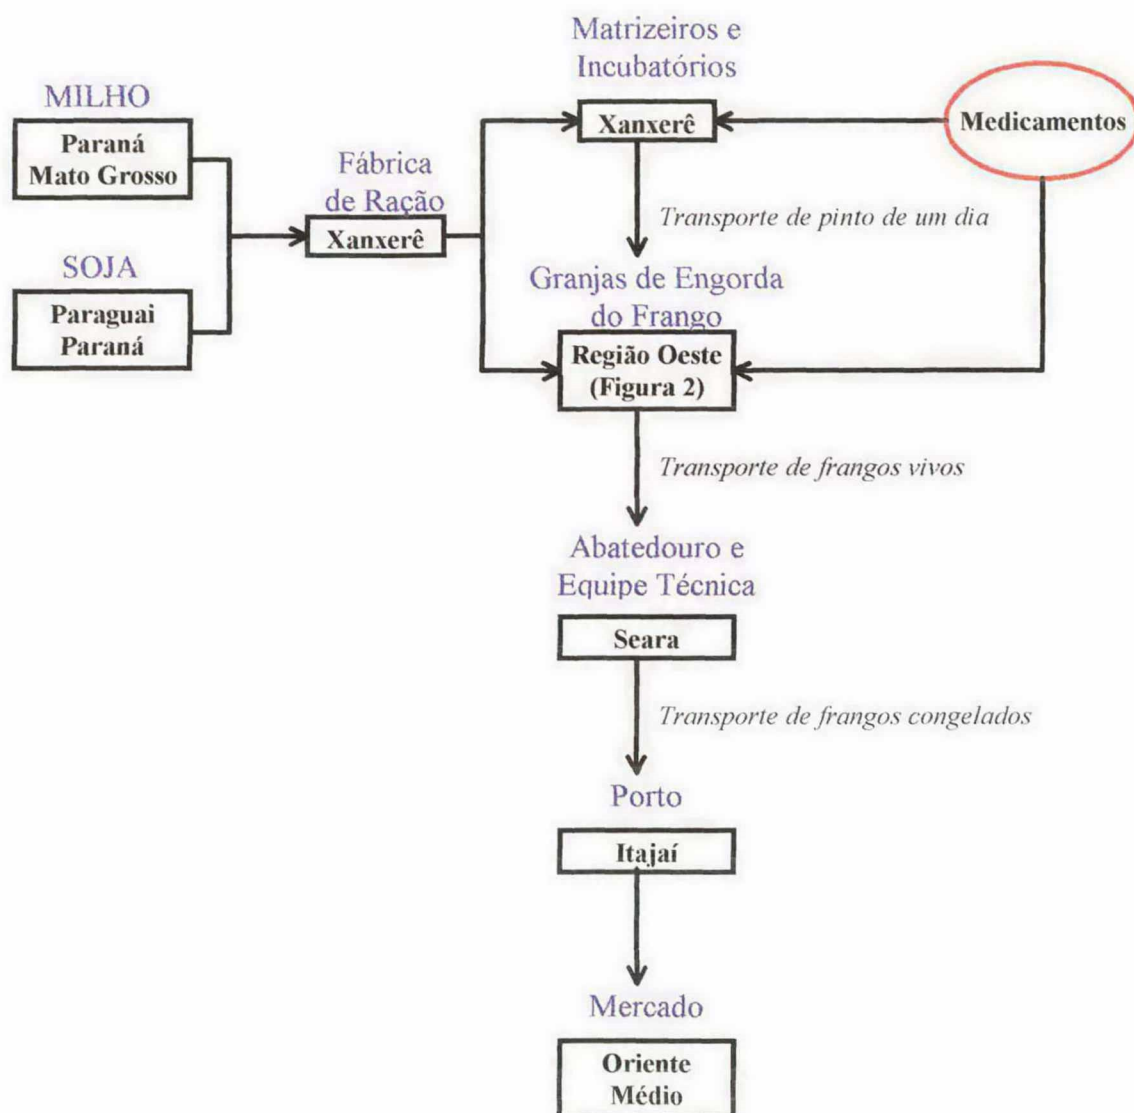 Matrizeiros e
Incubatórios
Xanxerê
Medicamentos
MILHO
Paraná
Mato Grosso
Fábrica
de Ração
Xanxerê
SOJA
Paraguai
Paraná
Transporte de pinto de um dia
Granjas de Engorda
do Frango
Região Oeste
(Figura 2)
Transporte de frangos vivos
Abatedouro e
Equipe Técnica
Seara
Transporte de frangos congelados
Porto
Itajaí
Mercado
Oriente
Médio